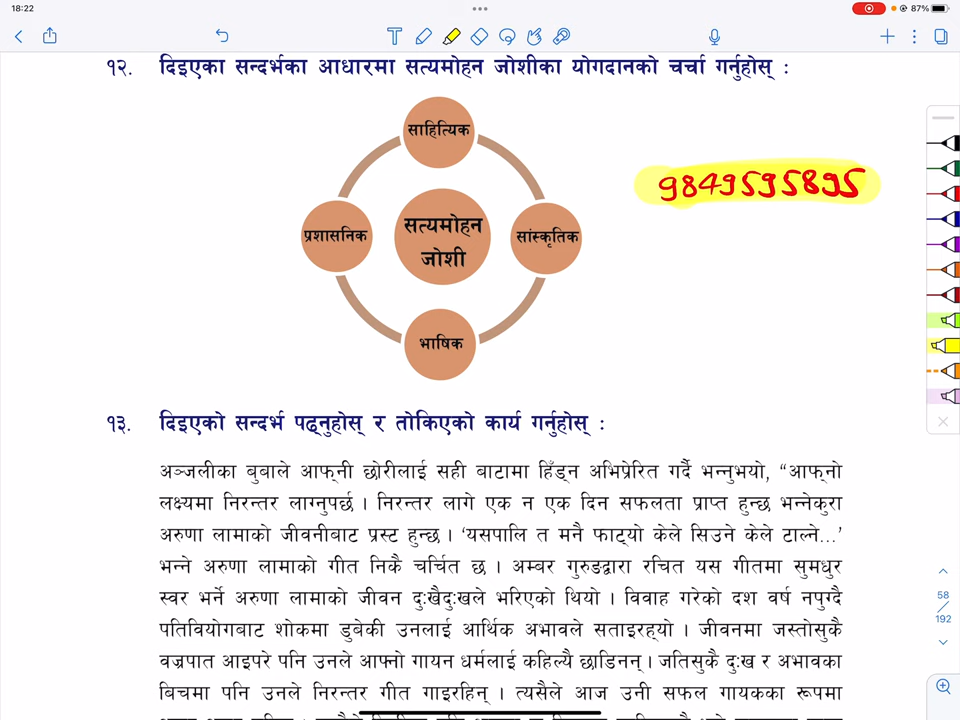 18:22
87%
१२. दिइएका सन्दर्भका आधारमा सत्यमोहन जोशीका योगदानको चर्चा गर्नुहोस् :
साहित्यिक
9849595895
प्रशासनिक
सत्यमोहन
जोशी
सांस्कृतिक
भाषिक
१३. दिइएको सन्दर्भ पढ्नुहोस् र तोकिएको कार्य गर्नुहोस् :
अञ्जलीका बुबाले आफ्नी छोरीलाई सही बाटामा हिँड्न अभिप्रेरित गर्दै भन्नुभयो, “आफ्नो
लक्ष्यमा निरन्तर लाग्नुपर्छ । निरन्तर लागे एक न एक दिन सफलता प्राप्त हुन्छ भन्नेकुरा
अरुणा लामाको जीवनीबाट प्रस्ट हुन्छ । ‘यसपालि त मनै फाट्यो केले सिउने केले टाल्ने...’
भन्ने अरुणा लामाको गीत निकै चर्चित छ । अम्बर गुरुङद्वारा रचित यस गीतमा सुमधुर
स्वर भर्ने अरुणा लामाको जीवन दुःखैदुःखले भरिएको थियो । विवाह गरेको दश वर्ष नपुग्दै
पतिवियोगबाट शोकमा डुबेकी उनलाई आर्थिक अभावले सताइरह्यो । जीवनमा जस्तोसुकै
वज्रपात आइपरे पनि उनले आफ्नो गायन धर्मलाई कहिल्यै छाडिनन् । जतिसुकै दुःख र अभावका
बिचमा पनि उनले निरन्तर गीत गाइरहिन् । त्यसैले आज उनी सफल गायकका रूपमा
58
192